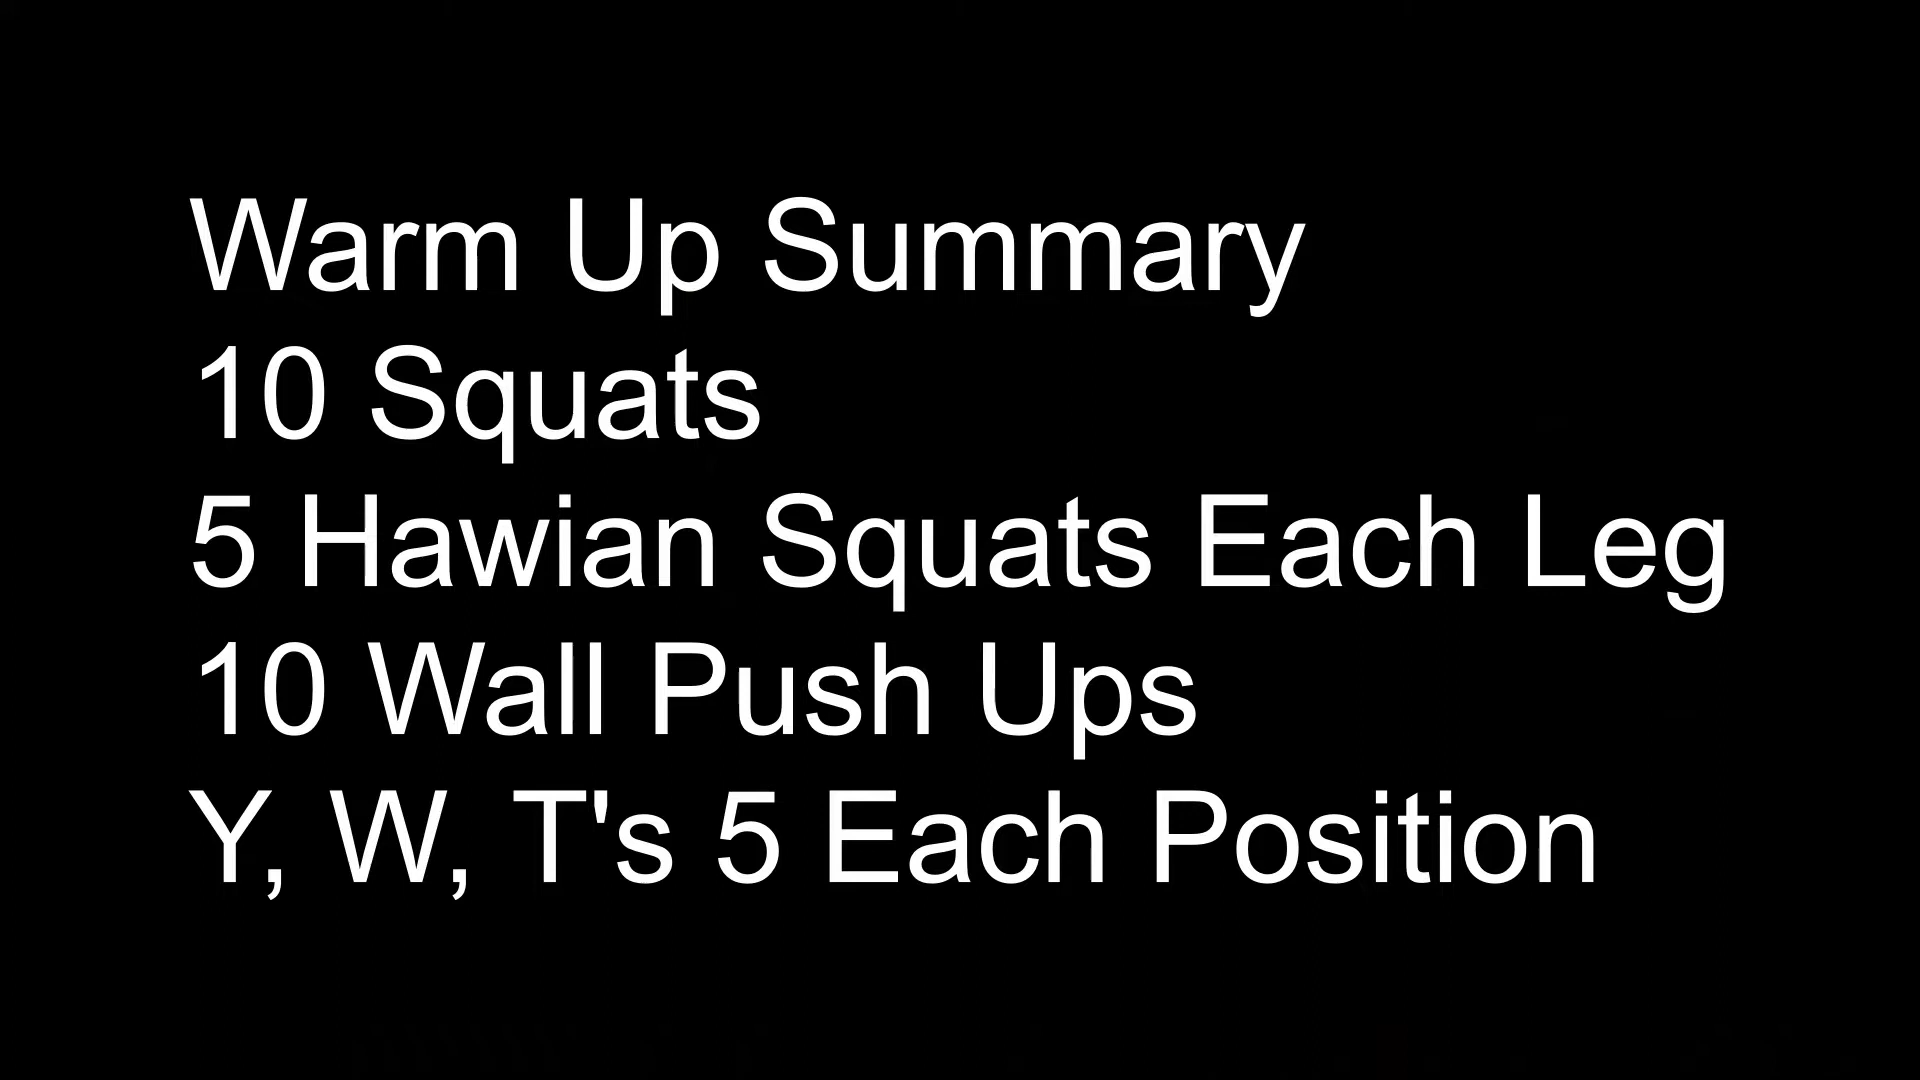 Warm Up Summary
10 Squats
5 Hawian Squats Each Leg
10 Wall Push Ups
Y, W, T's 5 Each Position